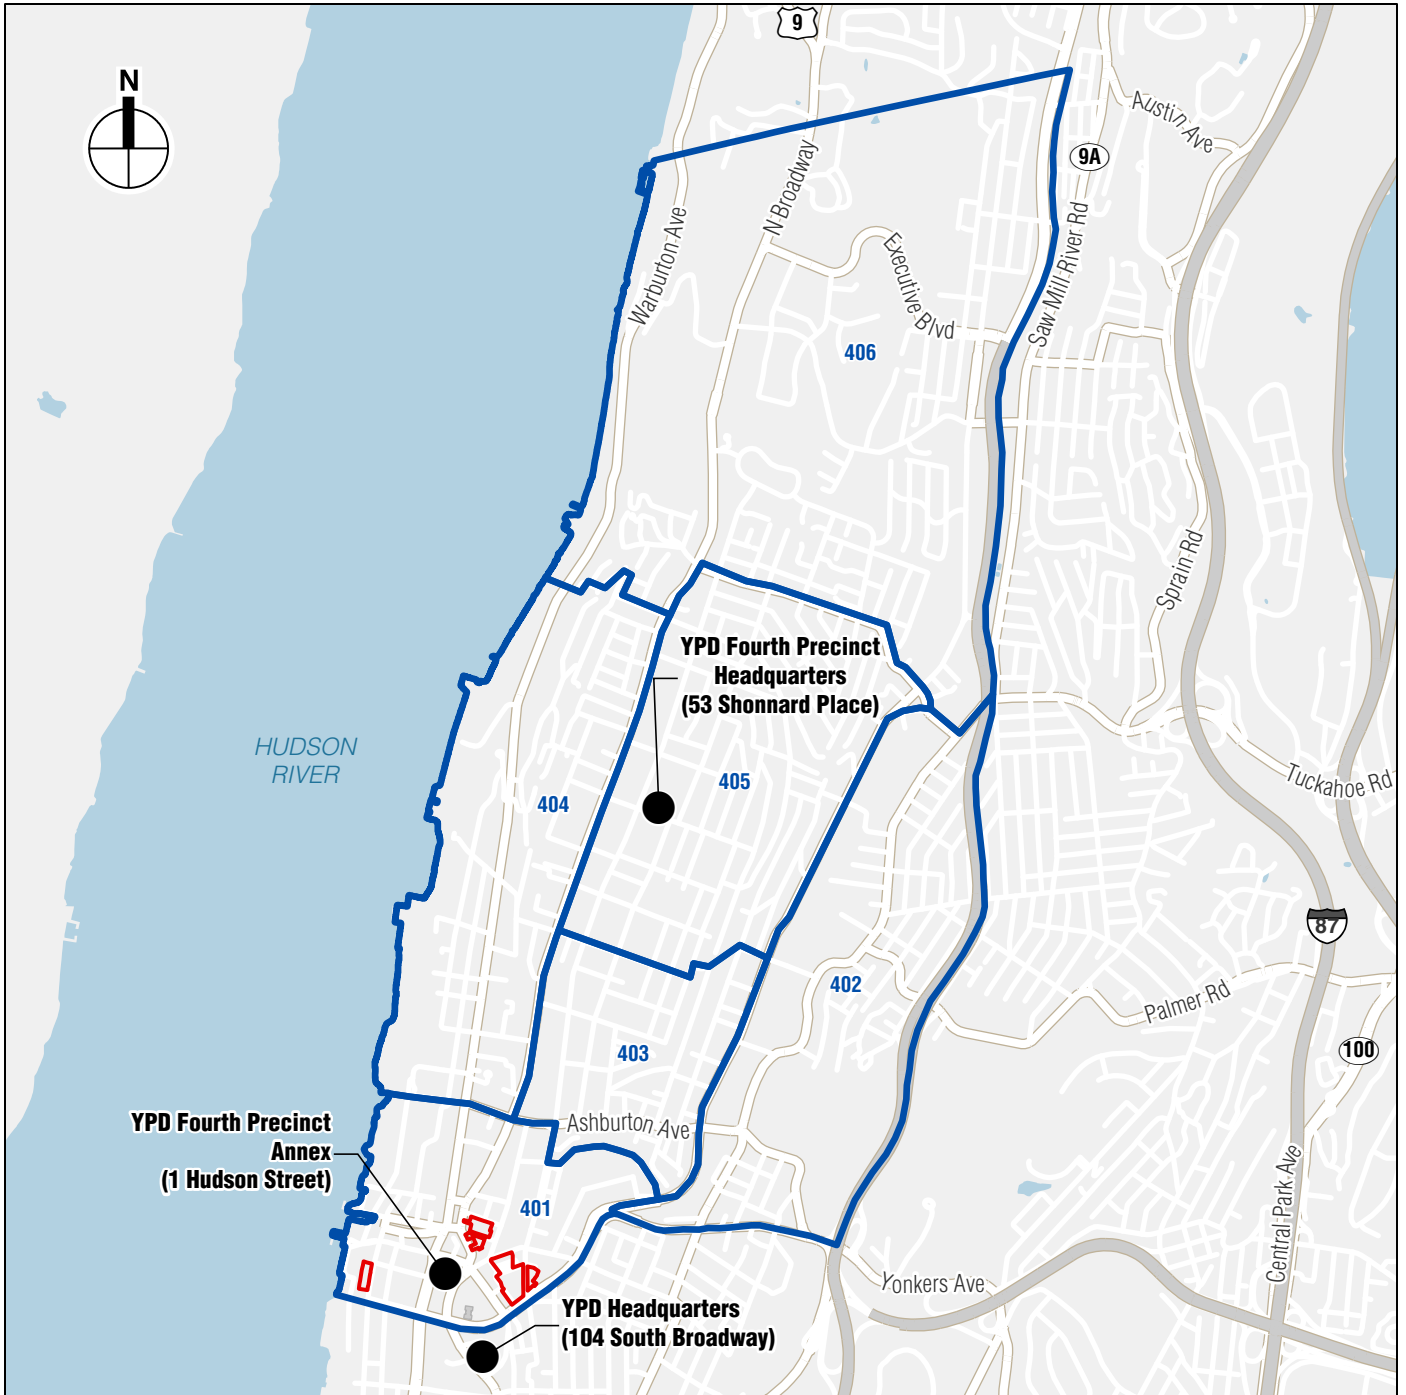 9
N
Austin Ave
9A
N Broadway
Warburton Ave
Saw Mill River Rd
Executive Blvd
406
Sprain Rd
YPD Fourth Precinct
Headquarters
(53 Shonnard Place)
HUDSON
RIVER
405
404
Tuckahoe Rd
87
402
Palmer Rd
403
100
YPD Fourth Precinct
Annex
(1 Hudson Street)
Ashburton Ave
401
Central Park Ave
Yonkers Ave
YPD Headquarters
(104 South Broadway)